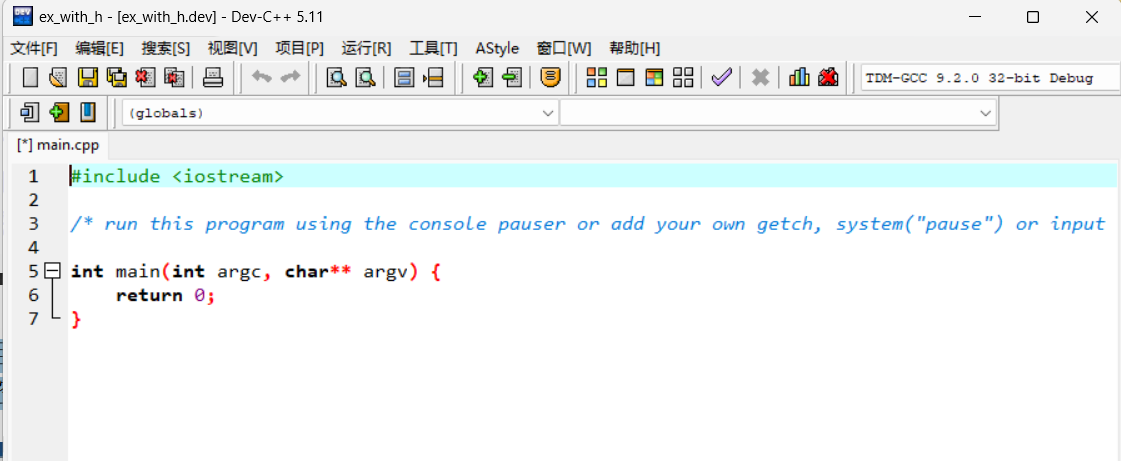 ex_with_h - [ex_with_h.dev] - Dev-C++ 5.11
文件[F] 编辑[E] 搜索[S] 视图[V] 项目[P] 运行[R] 工具[T] AStyle 窗口[W] 帮助[H]
TDM-GCC 9.2.0 32-bit Debug
(globals)
[*] main.cpp
1 #include <iostream>
2
3 /* run this program using the console pauser or add your own getch, system("pause") or input
4
5 int main(int argc, char** argv) {
6 return 0;
7 }